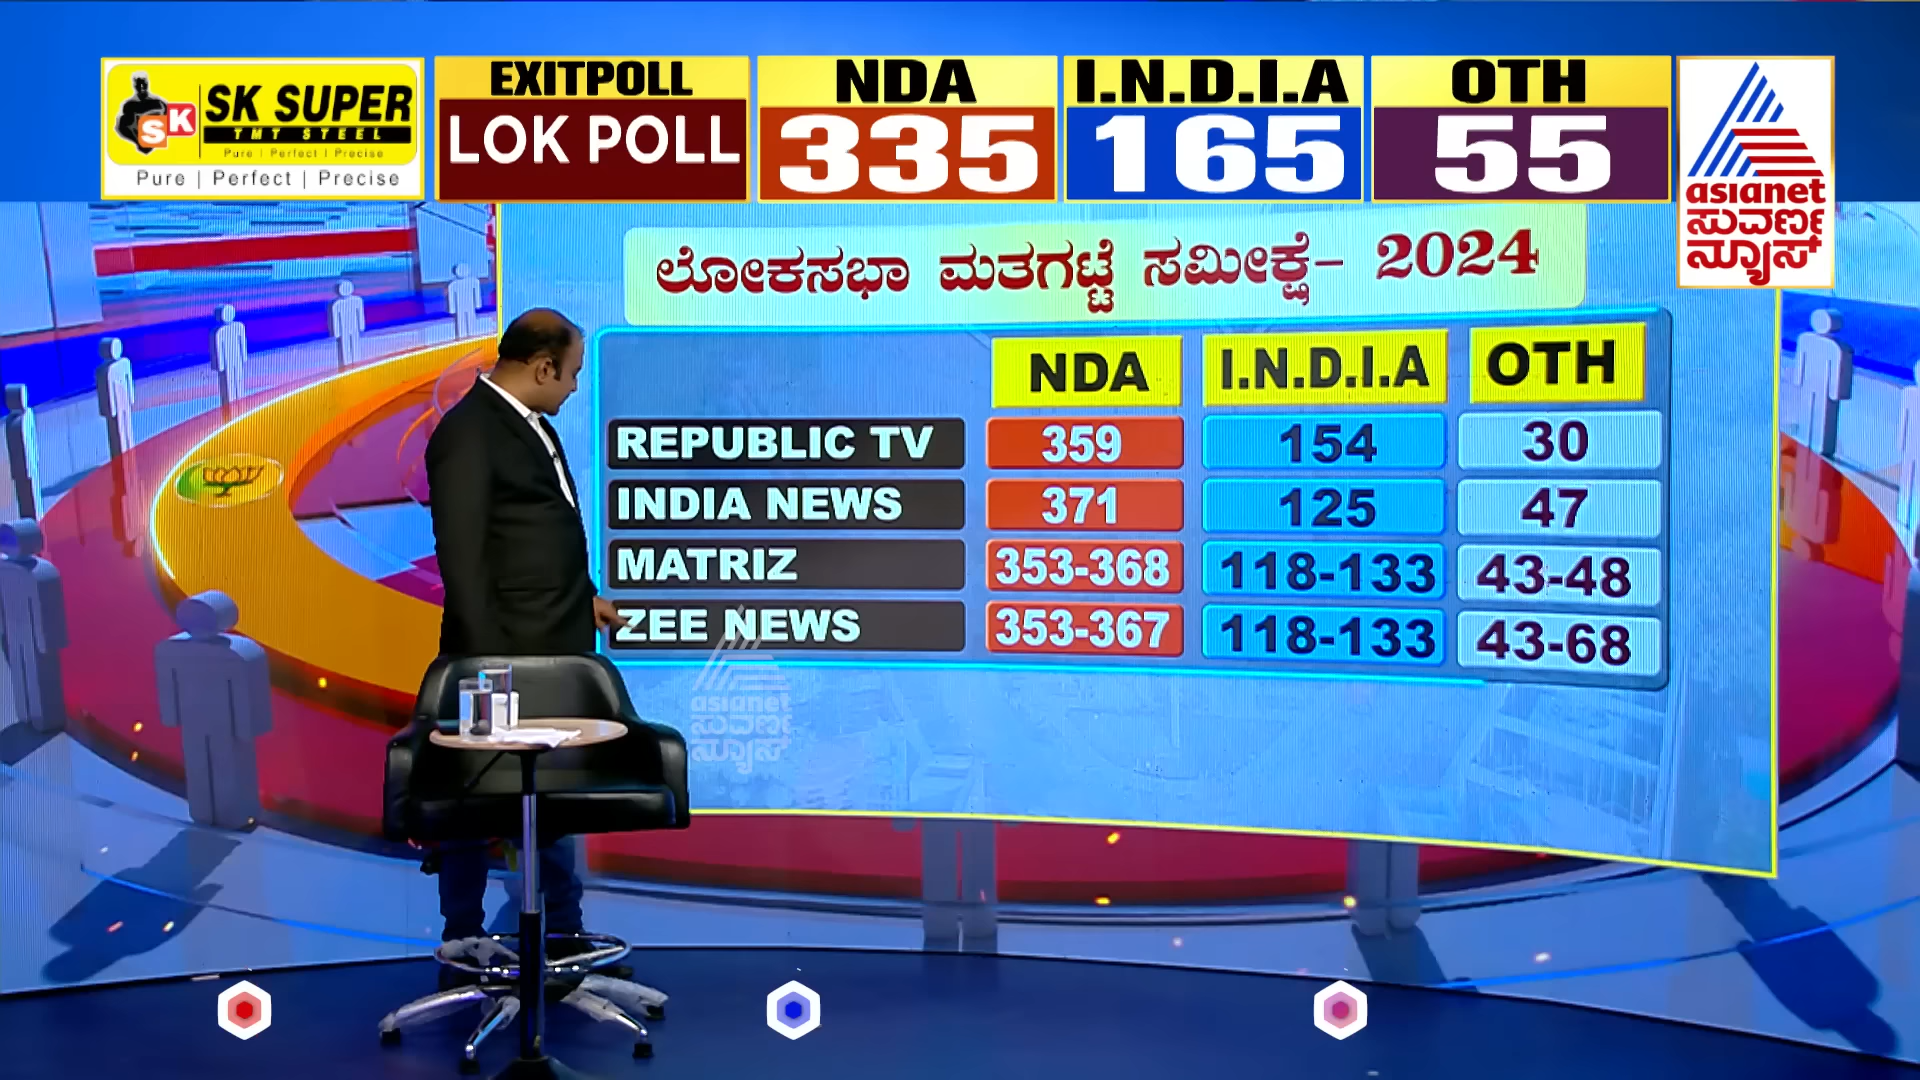 SK SUPER
TMT STEEL
Pure | Perfect | Precise
Pure | Perfect | Precise
SK
EXITPOLL
LOK POLL
NDA
335
I.N.D.I.A
165
OTH
55
asianet
ಸುವರ್ಣ
ನ್ಯೂಸ್
ಲೋಕಸಭಾ ಮತಗಟ್ಟೆ ಸಮೀಕ್ಷೆ- 2024
NDA I.N.D.I.A OTH
REPUBLIC TV 359 154 30
INDIA NEWS 371 125 47
MATRIZ 353-368 118-133 43-48
ZEE NEWS 353-367 118-133 43-68
asianet
ಸುವರ್ಣ
ನ್ಯೂಸ್